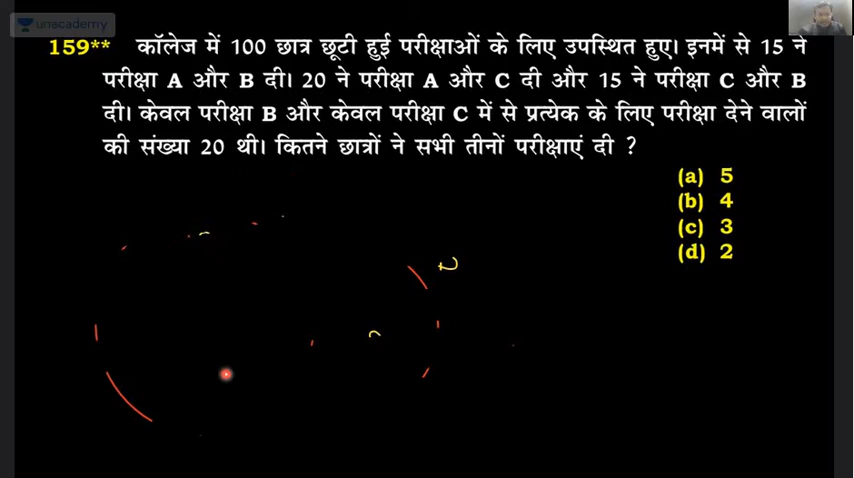 unacademy
159** कॉलेज में 100 छात्र छूटी हुई परीक्षाओं के लिए उपस्थित हुए। इनमें से 15 ने
परीक्षा A और B दी। 20 ने परीक्षा A और C दी और 15 ने परीक्षा C और B
दी। केवल परीक्षा B और केवल परीक्षा C में से प्रत्येक के लिए परीक्षा देने वालों
की संख्या 20 थी। कितने छात्रों ने सभी तीनों परीक्षाएं दी ?
(a) 5
(b) 4
(c) 3
(d) 2